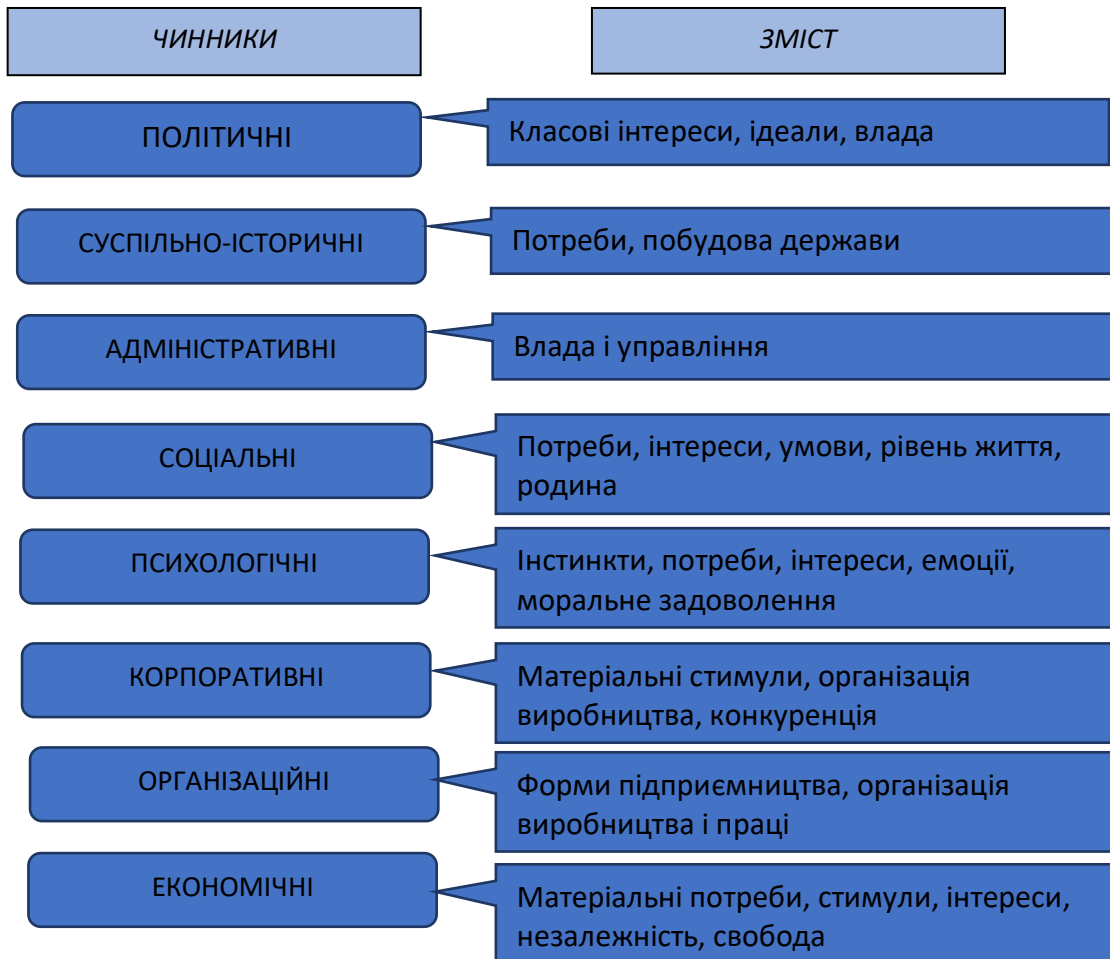 ЧИННИКИ
ЗМІСТ
ПОЛІТИЧНІ
Класові інтереси, ідеали, влада
СУСПІЛЬНО-ІСТОРИЧНІ
Потреби, побудова держави
АДМІНІСТРАТИВНІ
Влада і управління
СОЦІАЛЬНІ
Потреби, інтереси, умови, рівень життя,
родина
ПСИХОЛОГІЧНІ
Інстинкти, потреби, інтереси, емоції,
моральне задоволення
КОРПОРАТИВНІ
Матеріальні стимули, організація
виробництва, конкуренція
ОРГАНІЗАЦІЙНІ
Форми підприємництва, організація
виробництва і праці
ЕКОНОМІЧНІ
Матеріальні потреби, стимули, інтереси,
незалежність, свобода